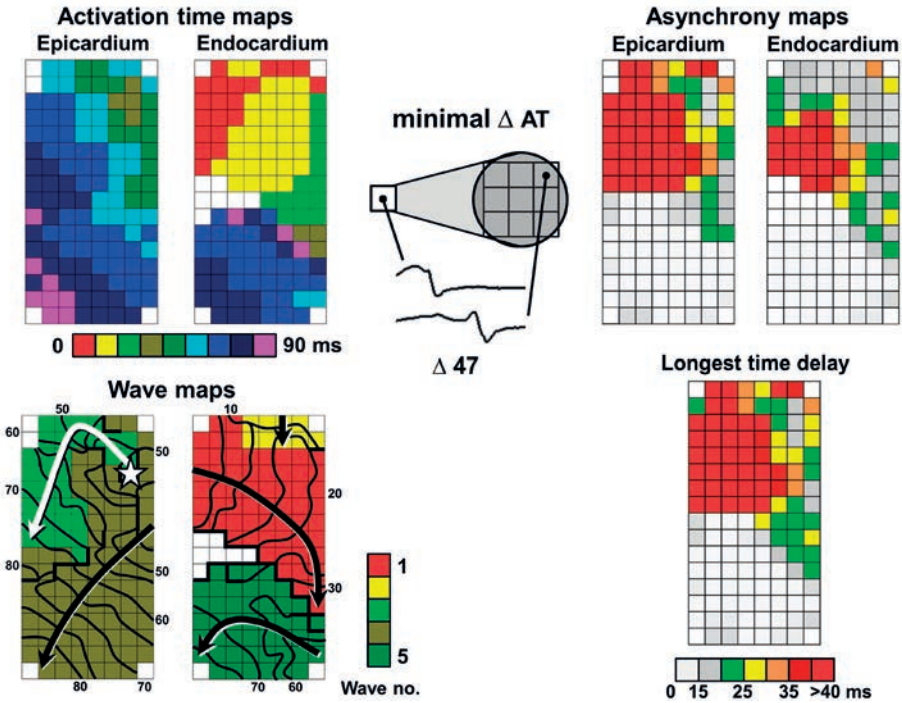 Activation time maps
Epicardium Endocardium
0 90 ms
minimal Δ AT
Δ 47
Asynchrony maps
Epicardium Endocardium
Wave maps
50
60
70
80
50
50
60
80 70
10
20
30
70 60
1
5
Wave no.
Longest time delay
0 15 25 35 >40 ms